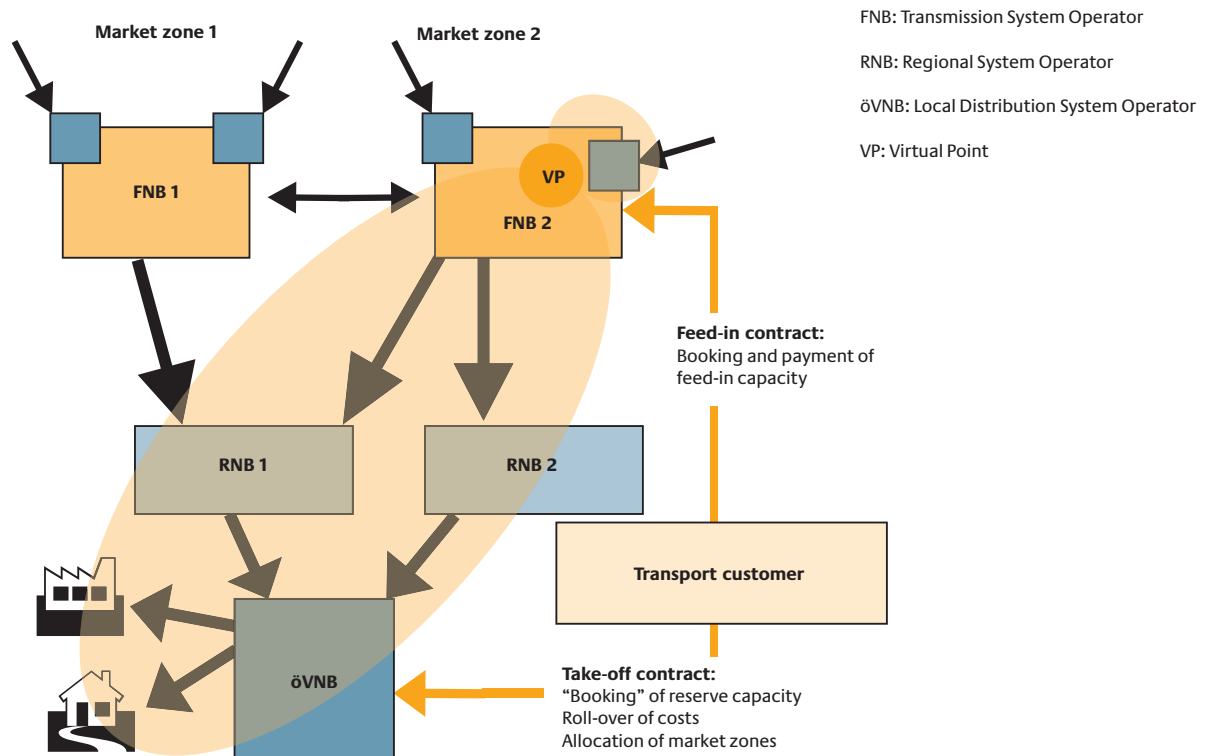 Market zone 1
Market zone 2
FNB: Transmission System Operator
RNB: Regional System Operator
öVNB: Local Distribution System Operator
VP: Virtual Point
FNB 1
VP
FNB 2
Feed-in contract:
Booking and payment of
feed-in capacity
RNB 1
RNB 2
Transport customer
öVNB
Take-off contract:
“Booking” of reserve capacity
Roll-over of costs
Allocation of market zones